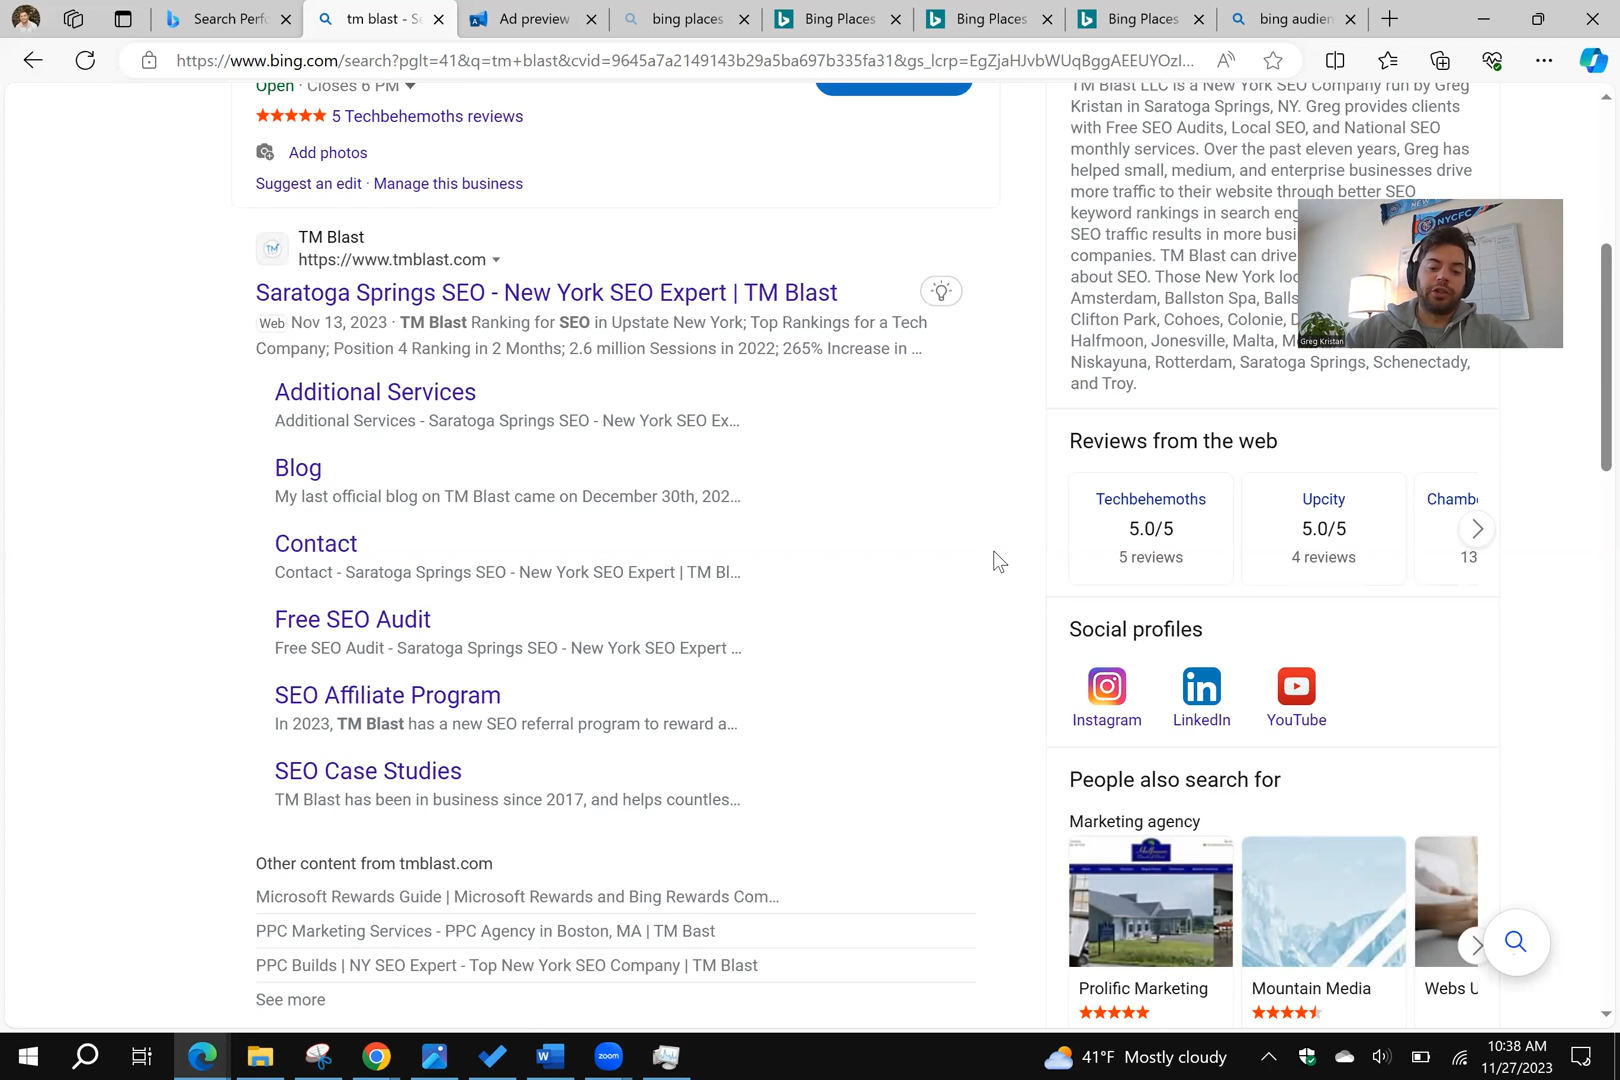 Search Perfo
tm blast - Se
Ad preview
bing places
Bing Places
Bing Places
Bing Places
bing audien
https://www.bing.com/search?pglt=41&q=tm+blast&cvid=9645a7a2149143b29a5ba697b335fa31&gs_lcrp=EgZjaHJvbWUqBggAEEUYOzI...
Open · Closes 6 PM
5 Techbehemoths reviews
Add photos
Suggest an edit · Manage this business
TM Blast
https://www.tmblast.com
TM
Saratoga Springs SEO - New York SEO Expert | TM Blast
Web Nov 13, 2023 · TM Blast Ranking for SEO in Upstate New York; Top Rankings for a Tech
Company; Position 4 Ranking in 2 Months; 2.6 million Sessions in 2022; 265% Increase in ...
Additional Services
Additional Services - Saratoga Springs SEO - New York SEO Ex...
Blog
My last official blog on TM Blast came on December 30th, 202...
Contact
Contact - Saratoga Springs SEO - New York SEO Expert | TM Bl...
Free SEO Audit
Free SEO Audit - Saratoga Springs SEO - New York SEO Expert ...
SEO Affiliate Program
In 2023, TM Blast has a new SEO referral program to reward a...
SEO Case Studies
TM Blast has been in business since 2017, and helps countles...
Other content from tmblast.com
Microsoft Rewards Guide | Microsoft Rewards and Bing Rewards Com...
PPC Marketing Services - PPC Agency in Boston, MA | TM Bast
PPC Builds | NY SEO Expert - Top New York SEO Company | TM Blast
See more
TM Blast LLC is a New York SEO Company run by Greg
Kristan in Saratoga Springs, NY. Greg provides clients
with Free SEO Audits, Local SEO, and National SEO
monthly services. Over the past eleven years, Greg has
helped small, medium, and enterprise businesses drive
more traffic to their website through better SEO
keyword rankings in search eng
SEO traffic results in more busi
companies. TM Blast can drive
about SEO. Those New York loc
Amsterdam, Ballston Spa, Balls
Clifton Park, Cohoes, Colonie, D
Halfmoon, Jonesville, Malta, M
Niskayuna, Rotterdam, Saratoga Springs, Schenectady,
and Troy.
NEW
NYCFC
Greg Kristan
Reviews from the web
Techbehemoths
5.0/5
5 reviews
Upcity
5.0/5
4 reviews
Chambe
13
Social profiles
Instagram
LinkedIn
YouTube
People also search for
Marketing agency
Prolific Marketing
Mountain Media
Webs U
zoom
41°F Mostly cloudy
10:38 AM
11/27/2023